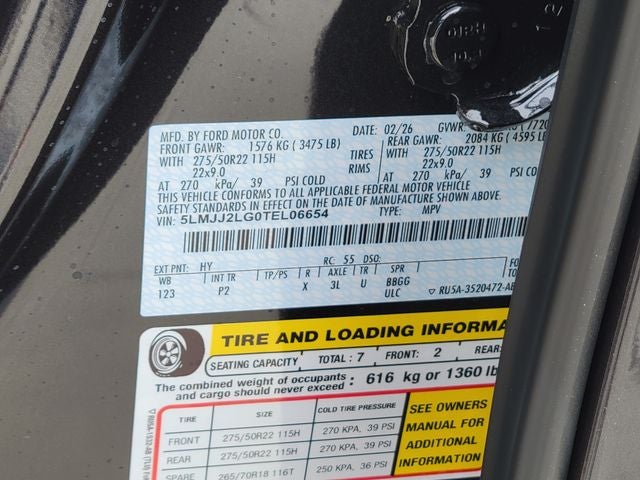 MFD. BY FORD MOTOR CO.
DATE: 02/26
GVWR:
FRONT GAWR: 1576 KG ( 3475 LB)
REAR GAWR: 2084 KG ( 4595 LB
WITH 275/50R22 115H TIRES WITH 275/50R22 115H
22x9.0 RIMS 22x9.0
AT 270 kPa/ 39 PSI COLD AT 270 kPa/ 39 PSI CO
THIS VEHICLE CONFORMS TO ALL APPLICABLE FEDERAL MOTOR VEHICLE
SAFETY STANDARDS IN EFFECT ON THE DATE OF MANUFACTURE SHOWN ABOVE.
VIN: 5LMJJ2LG0TEL06654
TYPE: MPV
EXT PNT: HY RC: 55 DSO:
WB INT TR TP/PS R AXLE TR SPR
123 P2 X 3L U BBGG
ULC
RU5A-3520472-AE
TIRE AND LOADING INFORMA
SEATING CAPACITY TOTAL : 7 FRONT: 2 REAR:
The combined weight of occupants and cargo should never exceed : 616 kg or 1360 lb
TIRE SIZE COLD TIRE PRESSURE
FRONT 275/50R22 115H 270 KPA, 39 PSI
REAR 275/50R22 115H 270 KPA, 39 PSI
SPARE 265/70R18 116T 250 KPA, 36 PSI
SEE OWNERS
MANUAL FOR
ADDITIONAL
INFORMATION